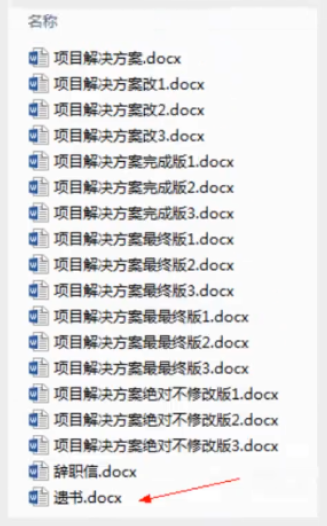 名称
项目解决方案.docx
项目解决方案改1.docx
项目解决方案改2.docx
项目解决方案改3.docx
项目解决方案完成版1.docx
项目解决方案完成版2.docx
项目解决方案完成版3.docx
项目解决方案最终版1.docx
项目解决方案最终版2.docx
项目解决方案最终版3.docx
项目解决方案最最终版1.docx
项目解决方案最最终版2.docx
项目解决方案最最终版3.docx
项目解决方案绝对不修改版1.docx
项目解决方案绝对不修改版2.docx
项目解决方案绝对不修改版3.docx
辞职信.docx
遗书.docx